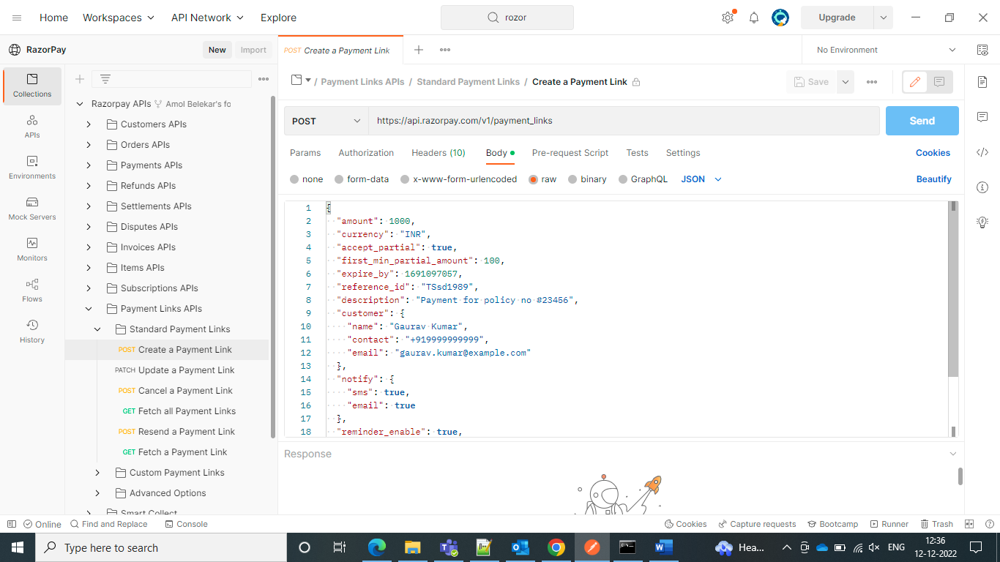 Home Workspaces API Network Explore rozor Upgrade
RazorPay New Import POST Create a Payment Link No Environment
Collections
APIs
Environments
Mock Servers
Monitors
Flows
History
Razorpay APIs Amol Belekar's fo
Customers APIs
Orders APIs
Payments APIs
Refunds APIs
Settlements APIs
Disputes APIs
Invoices APIs
Items APIs
Subscriptions APIs
Payment Links APIs
Standard Payment Links
POST Create a Payment Link
PATCH Update a Payment Link
POST Cancel a Payment Link
GET Fetch all Payment Links
POST Resend a Payment Link
GET Fetch a Payment Link
Custom Payment Links
Advanced Options
Smart Collect
/ Payment Links APIs / Standard Payment Links / Create a Payment Link Save
POST https://api.razorpay.com/v1/payment_links Send
Params Authorization Headers (10) Body Pre-request Script Tests Settings Cookies
none form-data x-www-form-urlencoded raw binary GraphQL JSON Beautify
1 {
2 "amount": 1000,
3 "currency": "INR",
4 "accept_partial": true,
5 "first_min_partial_amount": 100,
6 "expire_by": 1691097057,
7 "reference_id": "TSsd1989",
8 "description": "Payment for policy no #23456",
9 "customer": {
10 "name": "Gaurav Kumar",
11 "contact": "+919999999999",
12 "email": "gaurav.kumar@example.com"
13 },
14 "notify": {
15 "sms": true,
16 "email": true
17 },
18 "reminder_enable": true,
Response
Online Find and Replace Console Cookies Capture requests Bootcamp Runner Trash
Type here to search Hea... ENG 12:36
12-12-2022